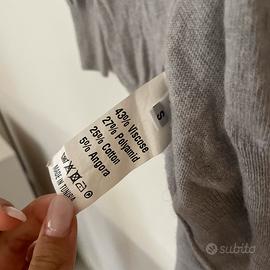 S
43% Viscose
27% Polyamid
25% Cotton
5% Angora
MADE IN TUNISIA
subito